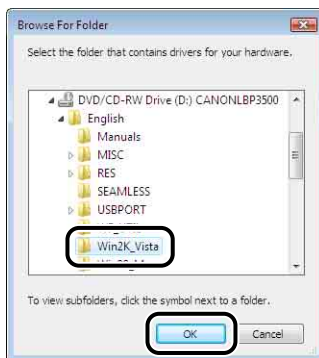 Browse For Folder
Select the folder that contains drivers for your hardware.
DVD/CD-RW Drive (D:) CANONLBP3500
English
Manuals
MISC
RES
SEAMLESS
USBPORT
Win2K_Vista
To view subfolders, click the symbol next to a folder.
OK Cancel